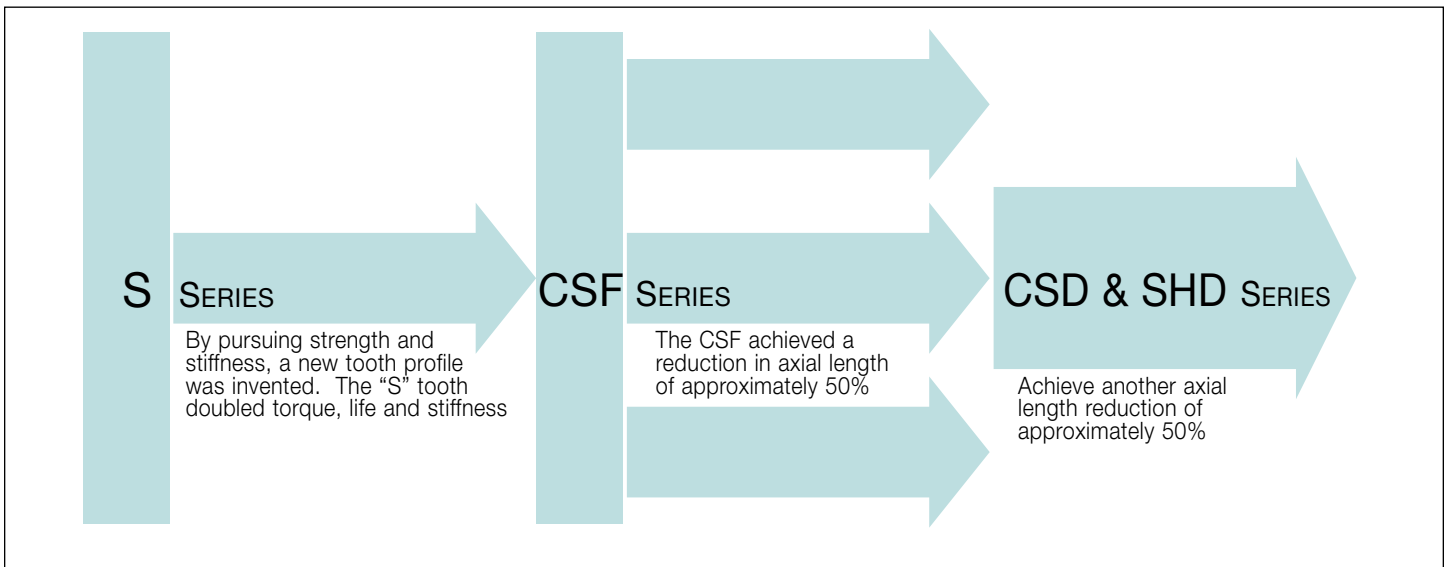 S SERIES
By pursuing strength and
stiffness, a new tooth profile
was invented. The “S” tooth
doubled torque, life and stiffness
CSF SERIES
The CSF achieved a
reduction in axial length
of approximately 50%
CSD & SHD SERIES
Achieve another axial
length reduction of
approximately 50%